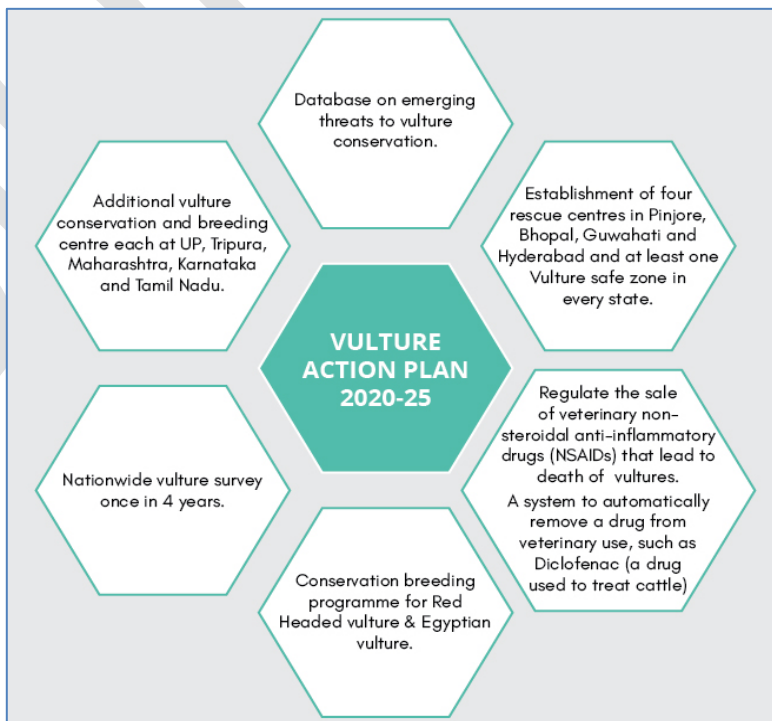 Database on emerging
threats to vulture
conservation.
Additional vulture
conservation and breeding
centre each at UP, Tripura,
Maharashtra, Karnataka
and Tamil Nadu.
Establishment of four
rescue centres in Pinjore,
Bhopal, Guwahati and
Hyderabad and at least one
Vulture safe zone in
every state.
VULTURE
ACTION PLAN
2020-25
Nationwide vulture survey
once in 4 years.
Regulate the sale
of veterinary non-
steroidal anti-inflammatory
drugs (NSAIDs) that lead to
death of vultures.
A system to automatically
remove a drug from
veterinary use, such as
Diclofenac (a drug
used to treat cattle)
Conservation breeding
programme for Red
Headed vulture & Egyptian
vulture.